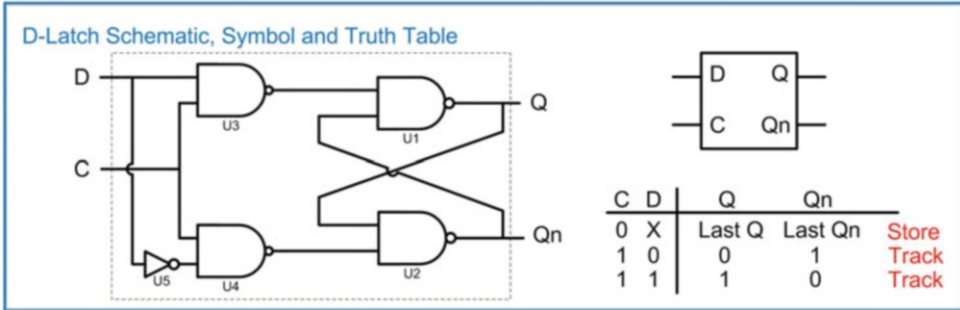 D-Latch Schematic, Symbol and Truth Table
D
U3
U1
Q
C
U5
U4
U2
Qn
D Q
C Qn
C D Q Qn
0 X Last Q Last Qn Store
1 0 0 1 Track
1 1 1 0 Track